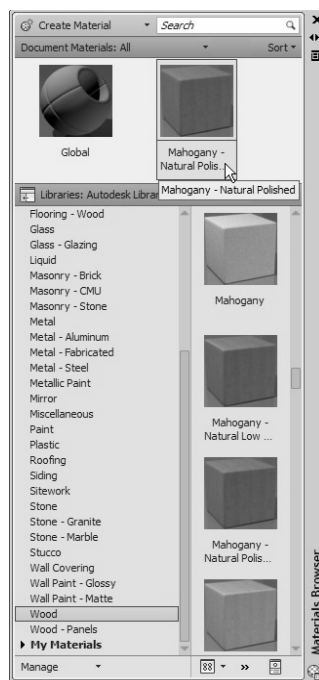 Create Material
Search
Document Materials: All
Sort
Global
Mahogany -
Natural Polis...
Mahogany - Natural Polished
Libraries: Autodesk Librar
Flooring - Wood
Glass
Glass - Glazing
Liquid
Masonry - Brick
Masonry - CMU
Masonry - Stone
Metal
Metal - Aluminum
Metal - Fabricated
Metal - Steel
Metallic Paint
Mirror
Miscellaneous
Paint
Plastic
Roofing
Siding
Sitework
Stone
Stone - Granite
Stone - Marble
Stucco
Wall Covering
Wall Paint - Glossy
Wall Paint - Matte
Wood
Wood - Panels
My Materials
Mahogany
Mahogany -
Natural Low ...
Mahogany -
Natural Polis...
Manage
Materials Browser